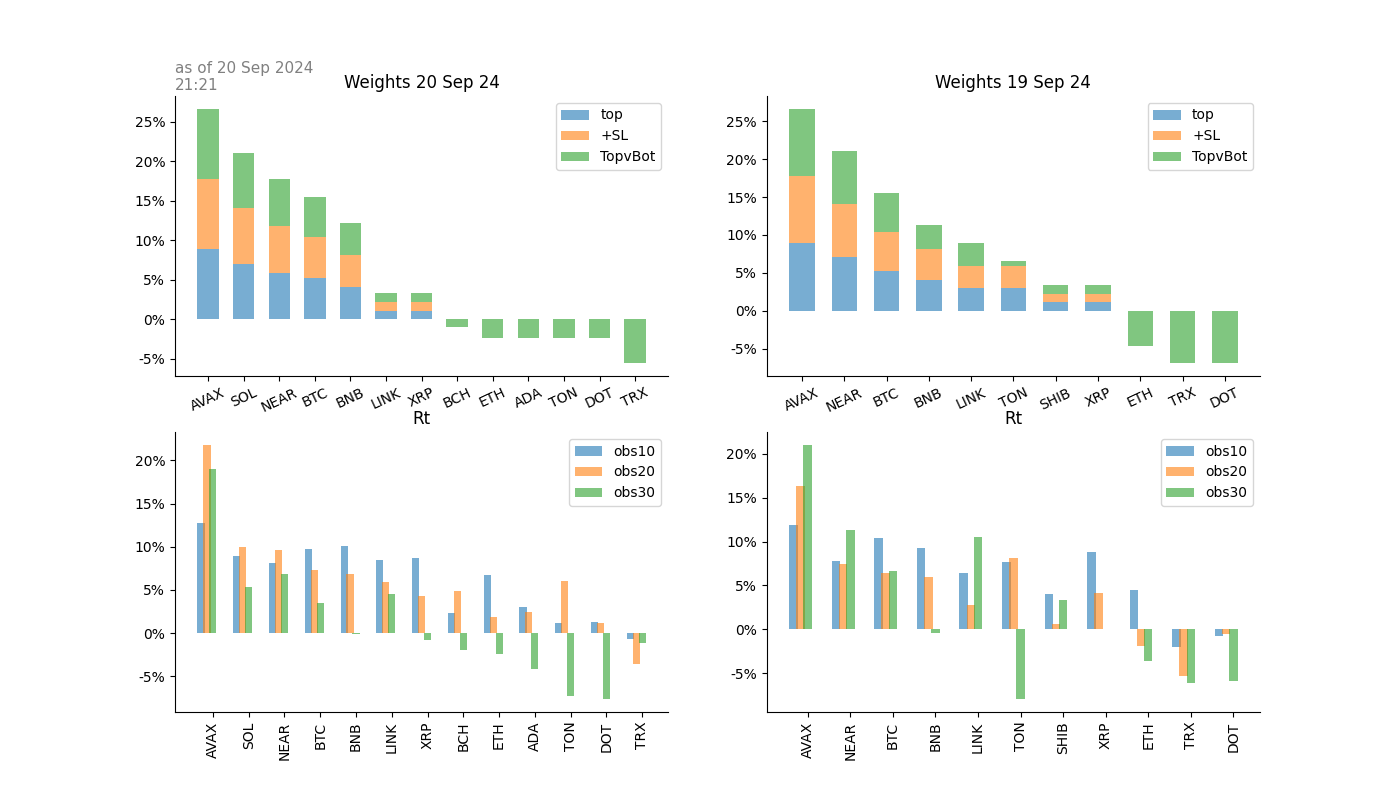 as of 20 Sep 2024
21:21
Weights 20 Sep 24
25%
20%
15%
10%
5%
0%
-5%
top
+SL
TopvBot
AVAX SOL NEAR BTC BNB LINK XRP BCH ETH ADA TON DOT TRX
Weights 19 Sep 24
25%
20%
15%
10%
5%
0%
-5%
top
+SL
TopvBot
AVAX NEAR BTC BNB LINK TON SHIB XRP ETH TRX DOT
Rt
20%
15%
10%
5%
0%
-5%
obs10
obs20
obs30
AVAX SOL NEAR BTC BNB LINK XRP BCH ETH ADA TON DOT TRX
Rt
20%
15%
10%
5%
0%
-5%
obs10
obs20
obs30
AVAX NEAR BTC BNB LINK TON SHIB XRP ETH TRX DOT